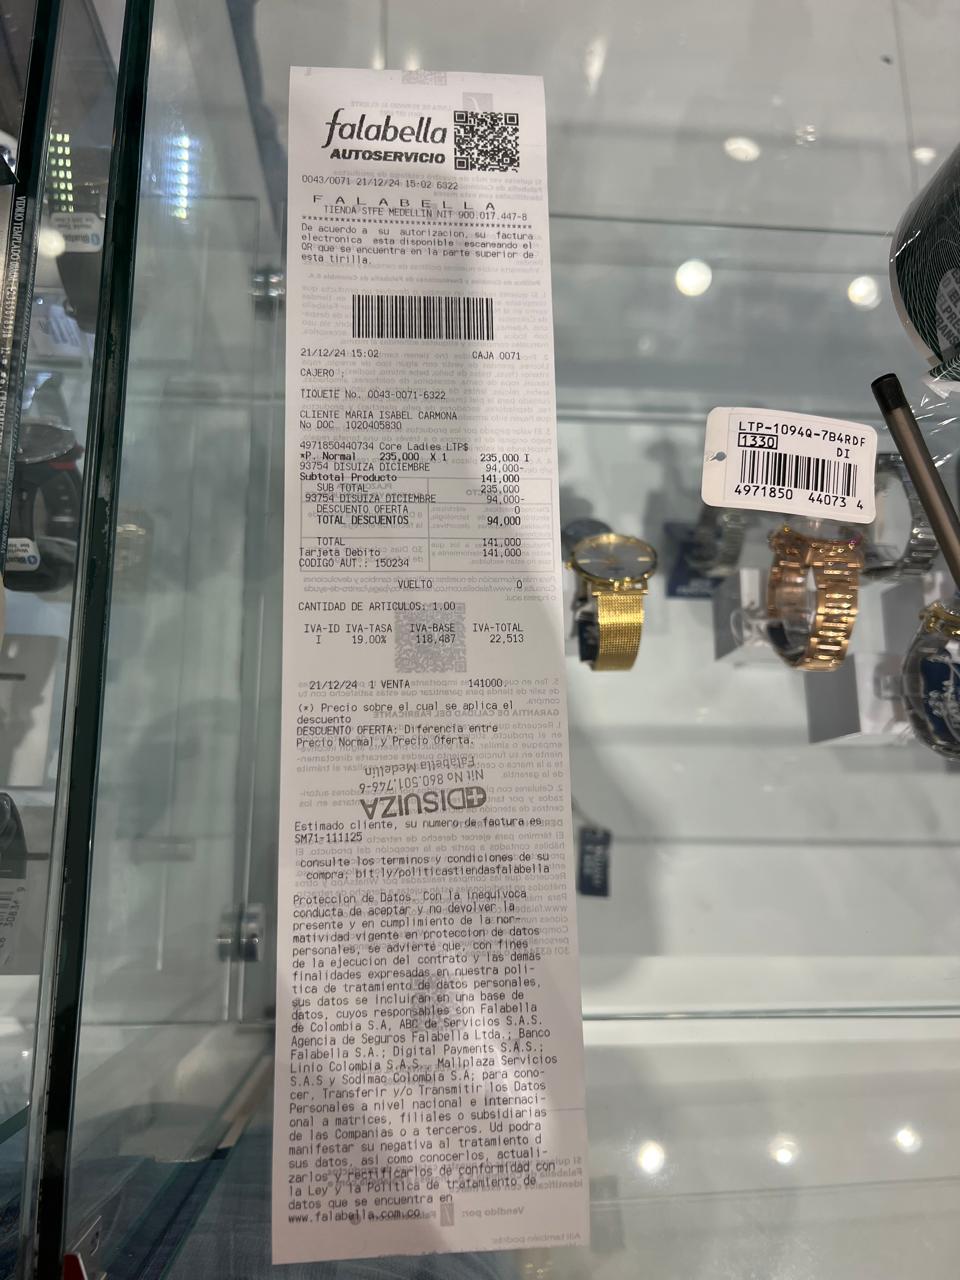 falabella
AUTOSERVICIO
0043/0071 21/12/24 15:02 6322
F A L A B E L L A
TIENDA STFE MEDELLIN NIT 900.017.447-8
De acuerdo a su autorizacion, su factura
electronica esta disponible escaneando el
QR que se encuentra en la parte superior de
esta tirilla.
21/12/24 15:02 CAJA 0071
CAJERO :
TIQUETE No. 0043-0071-6322
CLIENTE MARIA ISABEL CARMONA
No DOC 1020405830
4971850440734 Core Ladies LTP$
*P. Normal 235,000 X 1 235,000 I
93754 DISUIZA DICIEMBRE 94,000-
Subtotal Producto 141,000
SUB TOTAL 235,000
93754 DISUIZA DICIEMBRE 94,000-
DESCUENTO OFERTA 0
TOTAL DESCUENTOS 94,000
TOTAL 141,000
Tarjeta Debito 141,000
CODIGO AUT.: 150234
VUELTO 0
CANTIDAD DE ARTICULOS: 1.00
IVA-ID IVA-TASA IVA-BASE IVA-TOTAL
I 19.00% 118,487 22,513
21/12/24 1 VENTA 141000
(*) Precio sobre el cual se aplica el
descuento
DESCUENTO OFERTA: Diferencia entre
Precio Normal y Precio Oferta.
DISUIZA
Nit No 860.501.746-6
Falabella Medellín
Estimado cliente, su numero de factura es
SM71-111125
consulte los terminos y condiciones de su
compra; bit.ly/politicastiendasfalabella
Proteccion de Datos. Con la inequivoca
conducta de aceptar y no devolver la
presente y en cumplimiento de la nor-
matividad vigente en proteccion de datos
personales, se advierte que, con fines
de la ejecucion del contrato y las demás
finalidades expresadas en nuestra poli-
tica de tratamiento de datos personales,
sus datos se incluiran en una base de
datos, cuyos responsables son Falabella
de Colombia S.A, ABC de Servicios S.A.S.
Agencia de Seguros Falabella Ltda.; Banco
Falabella S.A.; Digital Payments S.A.S.;
Linio Colombia S.A.S., Mallplaza Servicios
S.A.S y Sodimac Colombia S.A; para cono-
cer, Transferir y/o Transmitir los Datos
Personales a nivel nacional e internaci-
onal a matrices, filiales o subsidiarias
de las Companias o a terceros. Ud podra
manifestar su negativa al tratamiento d
sus datos, asi como conocerlos, actuali-
zarlos y rectificarlos de conformidad con
la Ley y la Politica de tratamiento de
datos que se encuentra en
www.falabella.com.co
LTP-1094Q-7B4RDF
1330 DI
4971850 44073 4